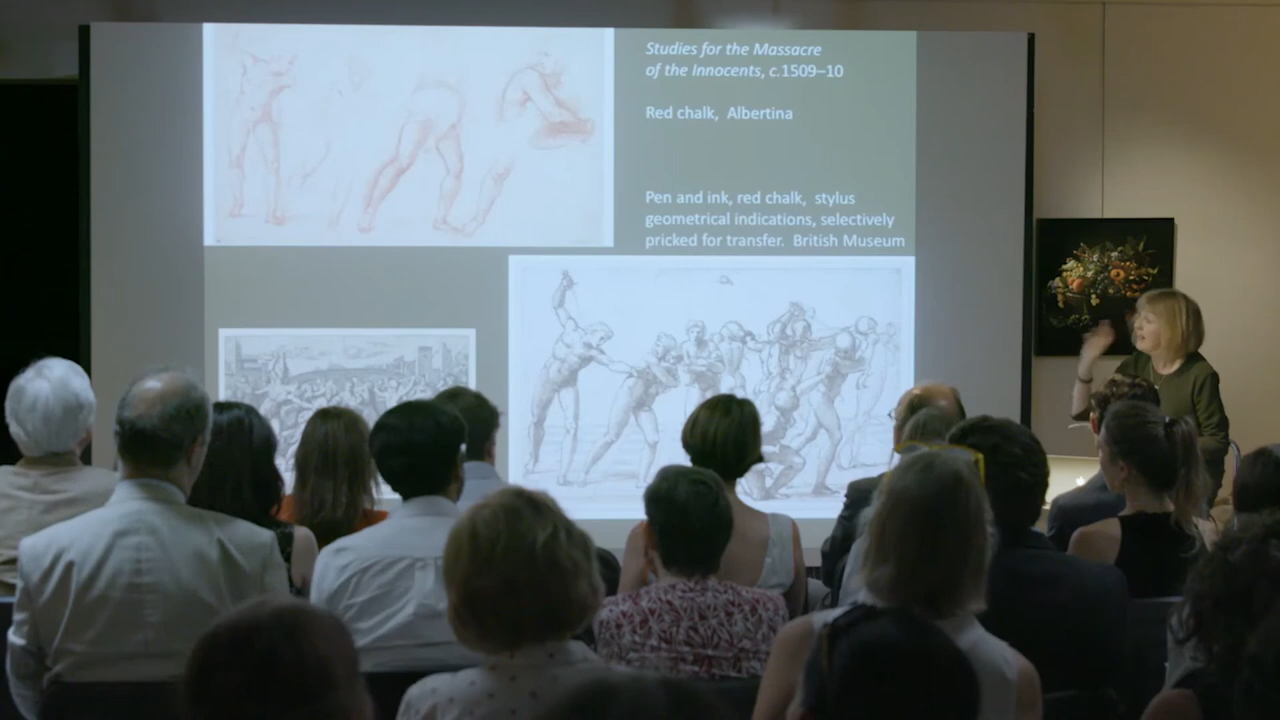 Studies for the Massacre
of the Innocents, c.1509–10
Red chalk, Albertina
Pen and ink, red chalk, stylus
geometrical indications, selectively
pricked for transfer. British Museum